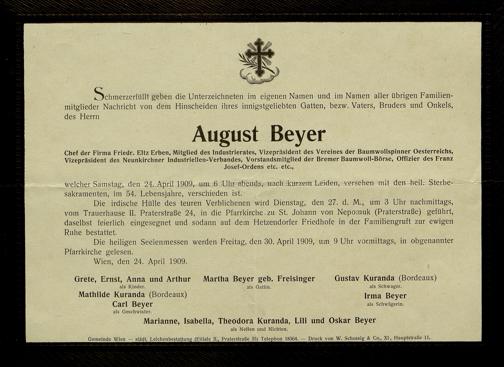 Schmerzerfüllt geben die Unterzeichneten im eigenen Namen und im Namen aller übrigen Familien-
mitglieder Nachricht von dem Hinscheiden ihres innigstgeliebten Gatten, bezw. Vaters, Bruders und Onkels,
des Herrn
August Beyer
Chef der Firma Friedr. Eltz Erben, Mitglied des Industrierates, Vizepräsident des Vereines der Baumwollspinner Oesterreichs,
Vizepräsident des Neunkirchner Industriellen-Verbandes, Vorstandsmitglied der Bremer Baumwoll-Börse, Offizier des Franz
Josef-Ordens etc. etc.,
welcher Samstag, den 24. April 1909, um 6 Uhr abends, nach kurzem Leiden, versehen mit den heil. Sterbe-
sakramenten, im 54. Lebensjahre, verschieden ist.
Die irdische Hülle des teuren Verblichenen wird Dienstag, den 27. d. M., um 3 Uhr nachmittags,
vom Trauerhause II. Praterstraße 24, in die Pfarrkirche zu St. Johann von Nepomuk (Praterstraße) geführt,
daselbst feierlich eingesegnet und sodann auf dem Hetzendorfer Friedhofe in der Familiengruft zur ewigen
Ruhe bestattet.
Die heiligen Seelenmessen werden Freitag, den 30. April 1909, um 9 Uhr vormittags, in obgenannter
Pfarrkirche gelesen.
Wien, den 24. April 1909.
Grete, Ernst, Anna und Arthur
als Kinder.
Martha Beyer geb. Freisinger
als Gattin.
Gustav Kuranda (Bordeaux)
als Schwager.
Mathilde Kuranda (Bordeaux)
Carl Beyer
als Geschwister.
Irma Beyer
als Schwägerin.
Marianne, Isabella, Theodora Kuranda, Lili und Oskar Beyer
als Neffen und Nichten.
Gemeinde Wien — städt. Leichenbestattung (Filiale II., Praterstraße Telephon — Druck von W. Schossig & Co., XI., Hauptstraße 11.